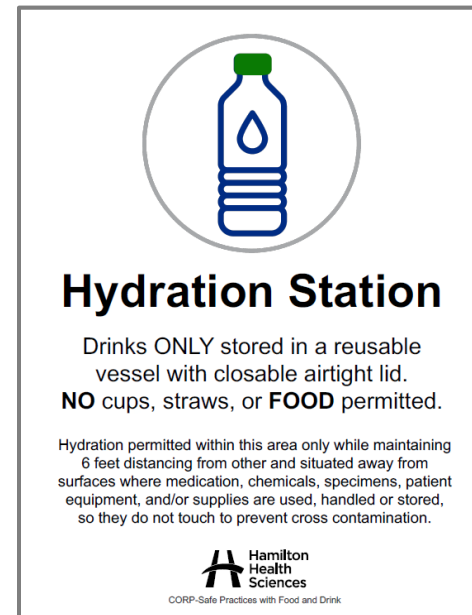 Hydration Station
Drinks ONLY stored in a reusable
vessel with closable airtight lid.
NO cups, straws, or FOOD permitted.
Hydration permitted within this area only while maintaining
6 feet distancing from other and situated away from
surfaces where medication, chemicals, specimens, patient
equipment, and/or supplies are used, handled or stored,
so they do not touch to prevent cross contamination.
Hamilton
Health
Sciences
CORP-Safe Practices with Food and Drink